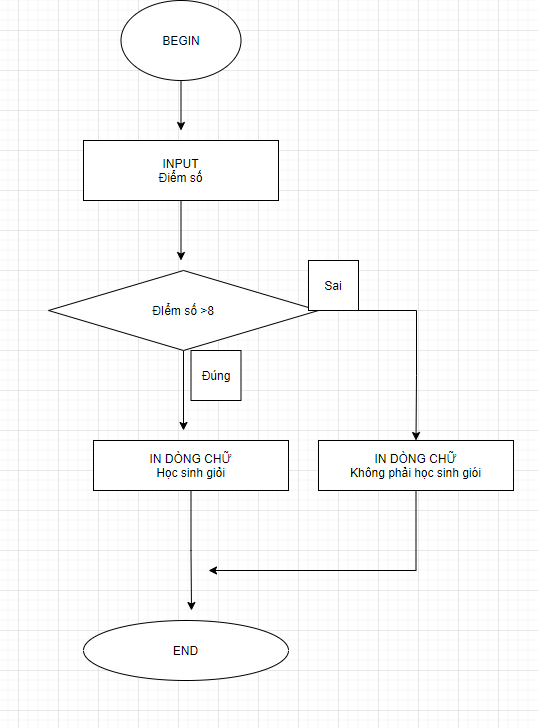 BEGIN
INPUT
Điểm số
ĐIểm số >8
Sai
Đúng
IN DÒNG CHỮ
Học sinh giỏi
IN DÒNG CHỮ
Không phải học sinh giỏi
END